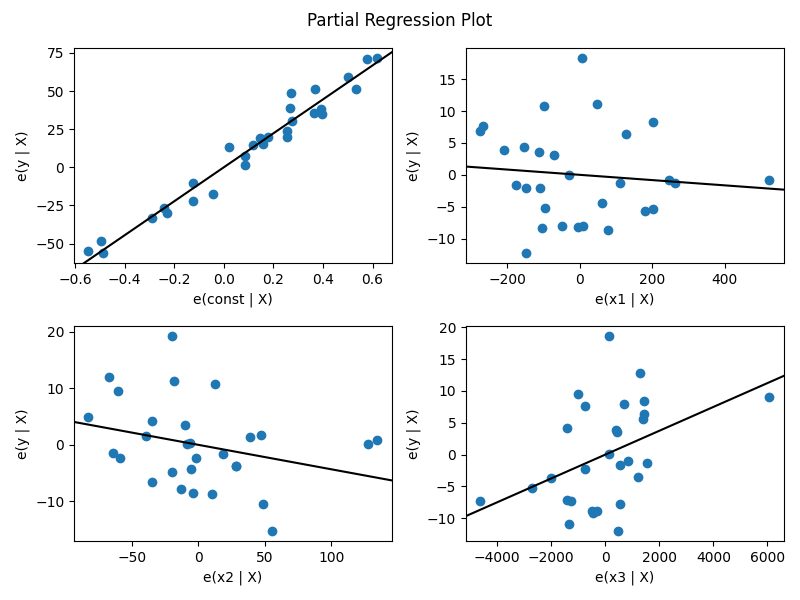 Partial Regression Plot
75
50
25
0
−25
−50
e(y | X)
−0.6 −0.4 −0.2 0.0 0.2 0.4 0.6
e(const | X)
15
10
5
0
−5
−10
e(y | X)
−200 0 200 400
e(x1 | X)
20
10
0
−10
e(y | X)
−50 0 50 100
e(x2 | X)
20
15
10
5
0
−5
−10
e(y | X)
−4000 −2000 0 2000 4000 6000
e(x3 | X)